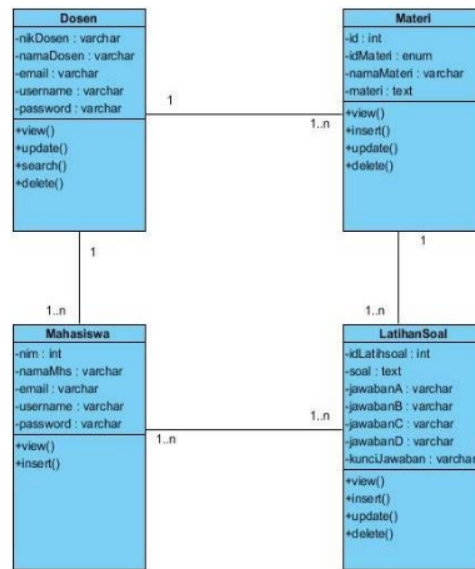 Dosen
-nikDosen : varchar
-namaDosen : varchar
-email : varchar
-username : varchar
-password : varchar
+view()
+update()
+search()
+delete()
Materi
-id : int
-idMateri : enum
-namaMateri : varchar
-materi : text
+view()
+insert()
+update()
+delete()
1
1..n
1
1..n
1
1..n
Mahasiswa
-nim : int
-namaMhs : varchar
-email : varchar
-username : varchar
-password : varchar
+view()
+insert()
1..n
1..n
LatihanSoal
-idLatihsoal : int
-soal : text
-jawabanA : varchar
-jawabanB : varchar
-jawabanC : varchar
-jawabanD : varchar
-kunciJawaban : varchar
+view()
+insert()
+update()
+delete()